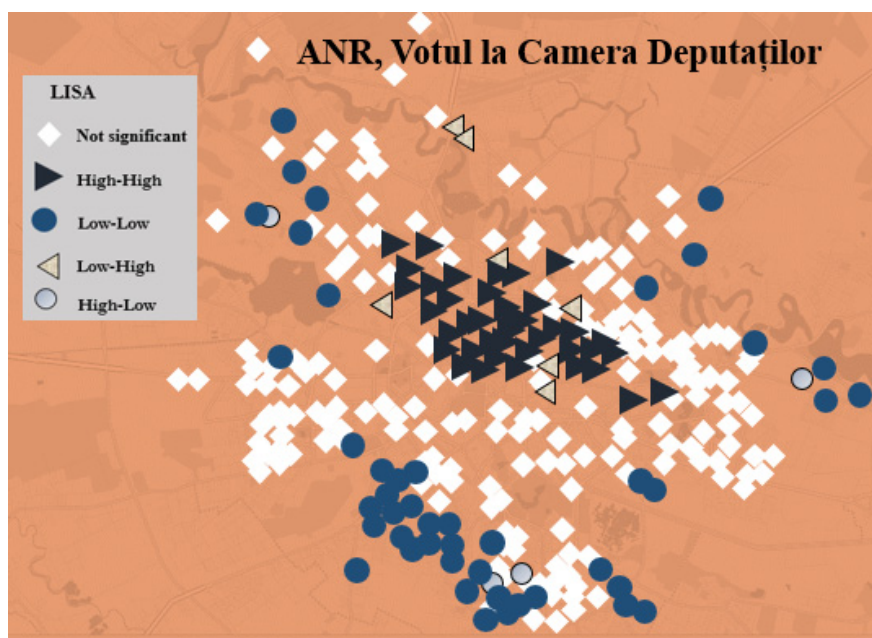 ANR, Votul la Camera Deputaților
LISA
Not significant
High-High
Low-Low
Low-High
High-Low